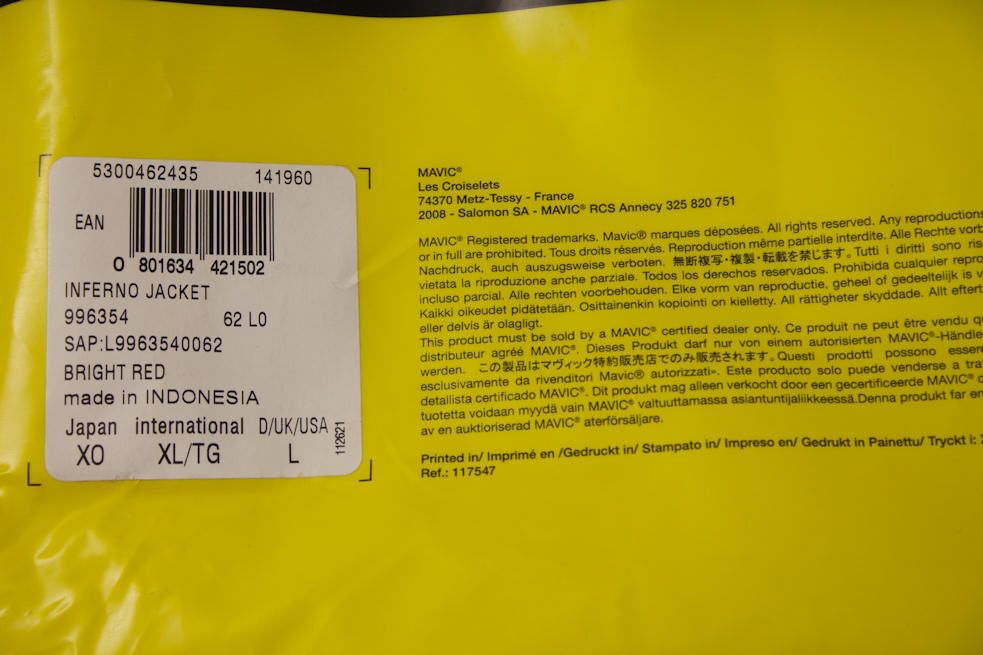 5300462435 141960
EAN
0 801634 421502
INFERNO JACKET
996354 62 L0
SAP:L9963540062
BRIGHT RED
made in INDONESIA
Japan international D/UK/USA
XO XL/TG L
112621
MAVIC®
Les Croiselets
74370 Metz-Tessy - France
2008 - Salomon SA - MAVIC® RCS Annecy 325 820 751
MAVIC® Registered trademarks. Mavic® marques déposées. All rights reserved. Any reproductions
or in full are prohibited. Tous droits réservés. Reproduction même partielle interdite. Alle Rechte
Nachdruck, auch auszugsweise verboten. 無断複写・複製・転載を禁じます。Tutti i diritti sono
vietata la riproduzione anche parziale. Todos los derechos reservados. Prohibida cualquier
incluso parcial. Alle rechten voorbehouden. Elke vorm van reproductie, geheel of gedeeltelijk is
Kaikki oikeudet pidätetään. Osittainenkin kopiointi on kielletty. All rättigheter skyddade. Allt
eller delvis är olagligt.
This product must be sold by a MAVIC® certified dealer only. Ce produit ne peut être vendu
distributeur agréé MAVIC®. Dieses Produkt darf nur von einem autorisierten MAVIC®-Händle
werden. この製品はマヴィック特約販売店でのみ販売されます。Questi prodotti possono
esclusivamente da rivenditori Mavic® autorizzati». Este producto solo puede venderse a
detallista certificado MAVIC®. Dit produkt mag alleen verkocht door een gecertificeerde MAVIC®
tuotetta voidaan myydä vain MAVIC® valtuuttamassa asiantuntijaliikkeessä.Denna produkt far
av en auktioriserad MAVIC® aterförsäljare.
Printed in/ Imprimé en /Gedruckt in/ Stampato in/ Impreso en/ Gedrukt in Painettu/ Tryckt i:
Ref.: 117547